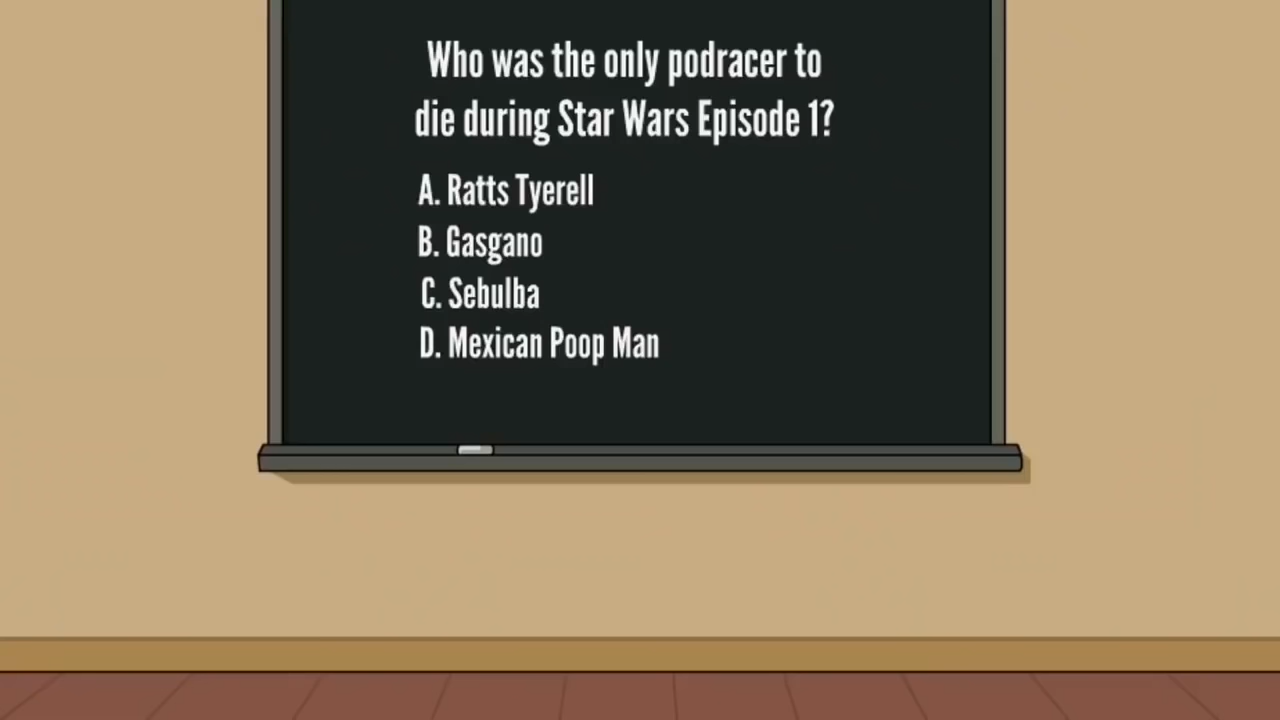 Who was the only podracer to
die during Star Wars Episode 1?
A. Ratts Tyerell
B. Gasgano
C. Sebulba
D. Mexican Poop Man